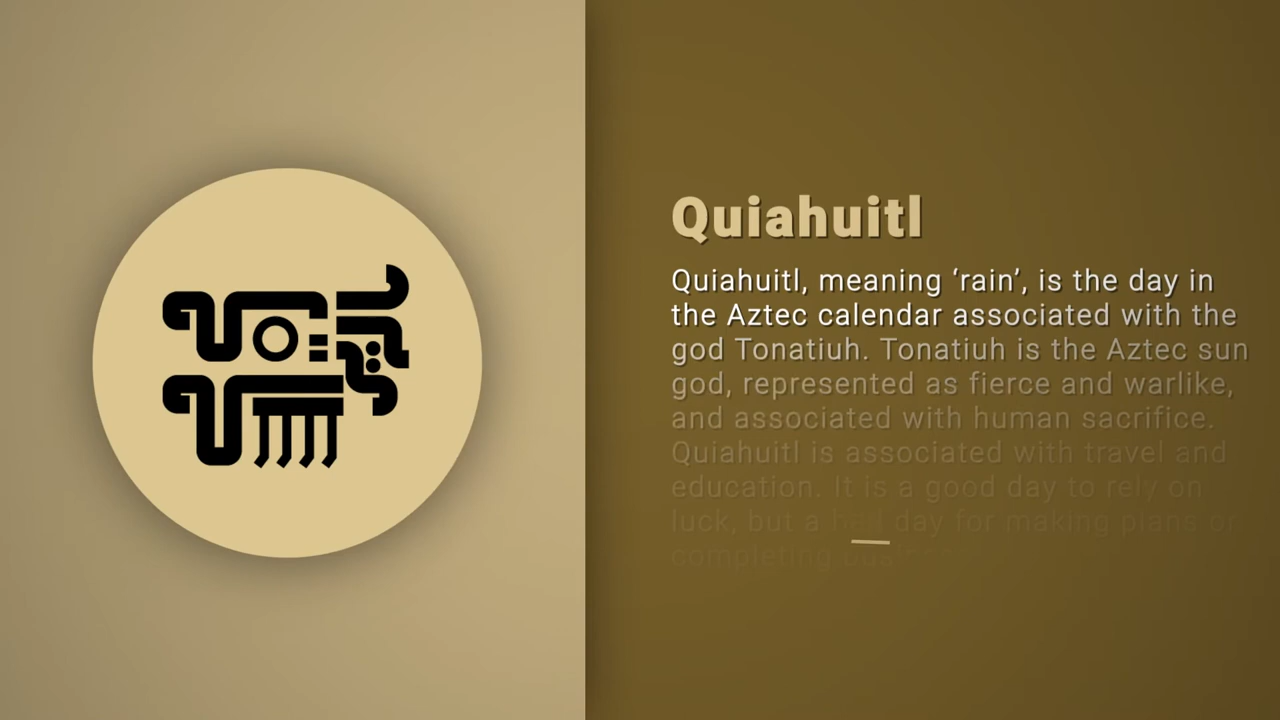 Quiahuitl
Quiahuitl, meaning ‘rain’, is the day in
the Aztec calendar associated with the
god Tonatiuh. Tonatiuh is the Aztec sun
god, represented as fierce and warlike,
and associated with human sacrifice.
Quiahuitl is associated with travel and
education. It is a good day to rely on
luck, but a bad day for making plans or
completing